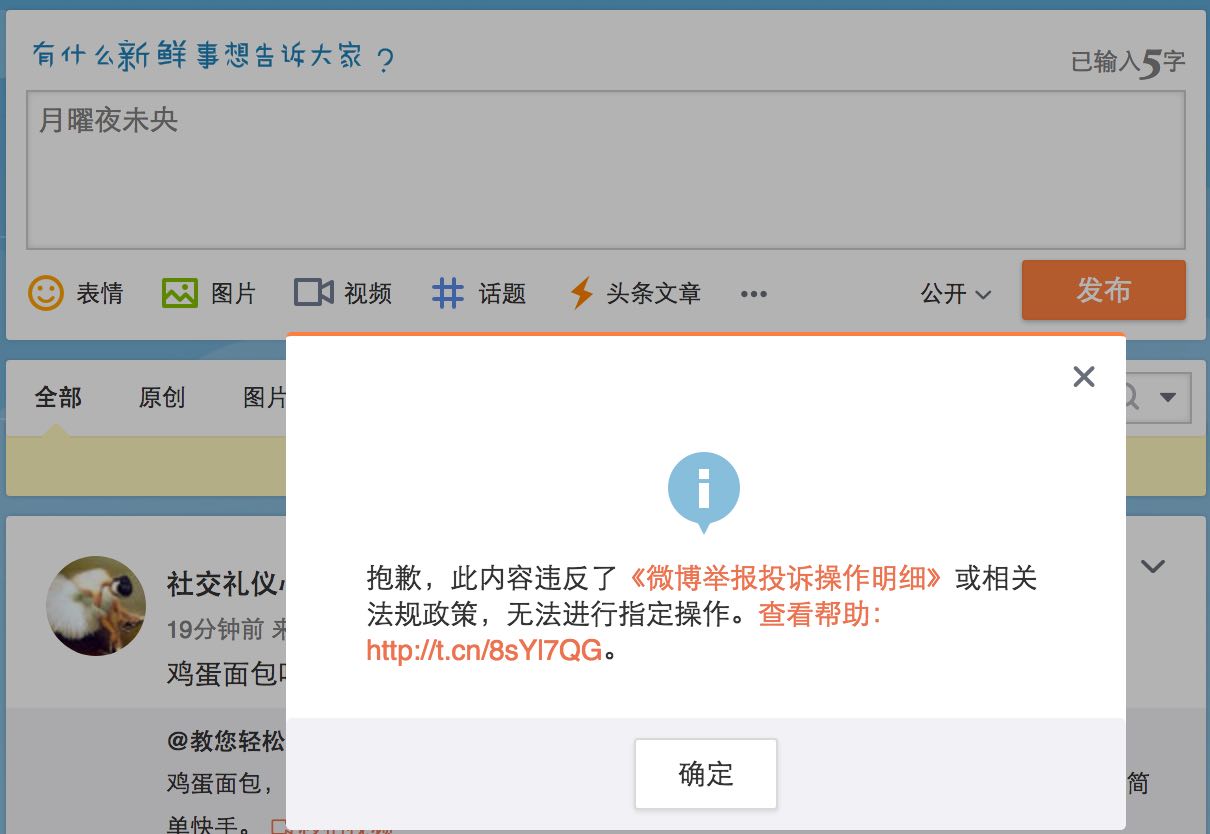 有什么新鲜事想告诉大家？
已输入5字
月曜夜未央
表情 图片 视频 话题 头条文章 ••• 公开 发布
全部 原创 图片
抱歉，此内容违反了《微博举报投诉操作明细》或相关
法规政策，无法进行指定操作。查看帮助：
http://t.cn/8sYl7QG。
确定
社交礼仪
19分钟前 来
鸡蛋面包
@教您轻松
鸡蛋面包，
简
单快手。